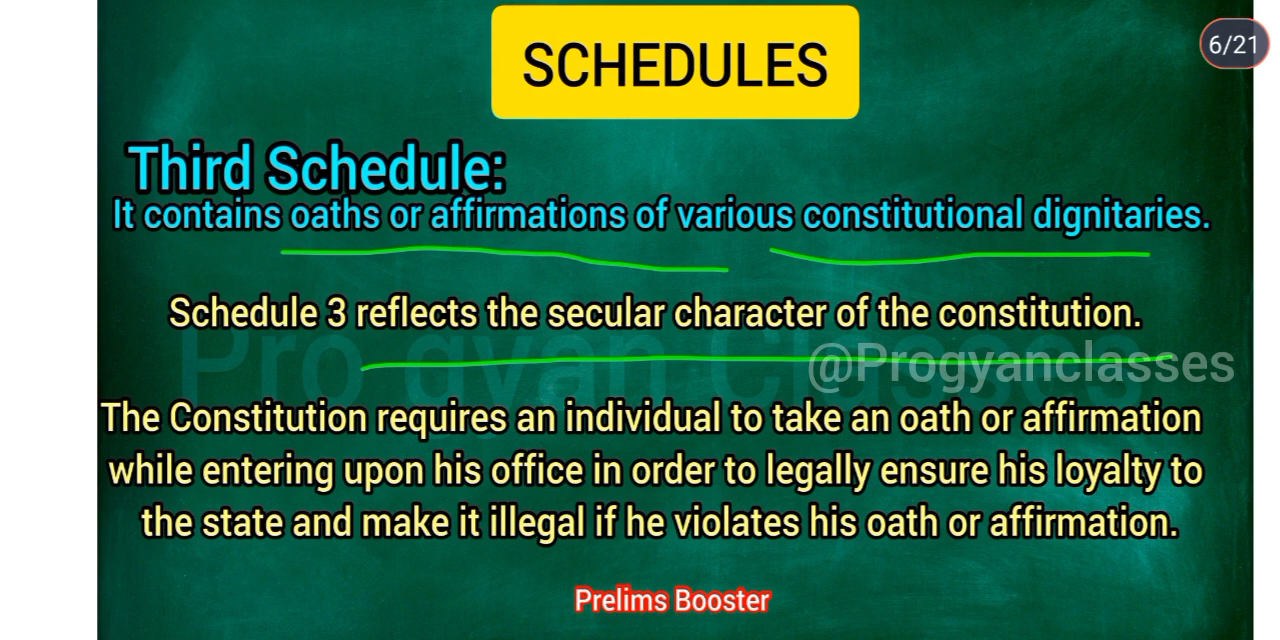 SCHEDULES
6/21
Third Schedule:
It contains oaths or affirmations of various constitutional dignitaries.
Schedule 3 reflects the secular character of the constitution.
Pro gyan Classes
@Progyanclasses
The Constitution requires an individual to take an oath or affirmation
while entering upon his office in order to legally ensure his loyalty to
the state and make it illegal if he violates his oath or affirmation.
Prelims Booster